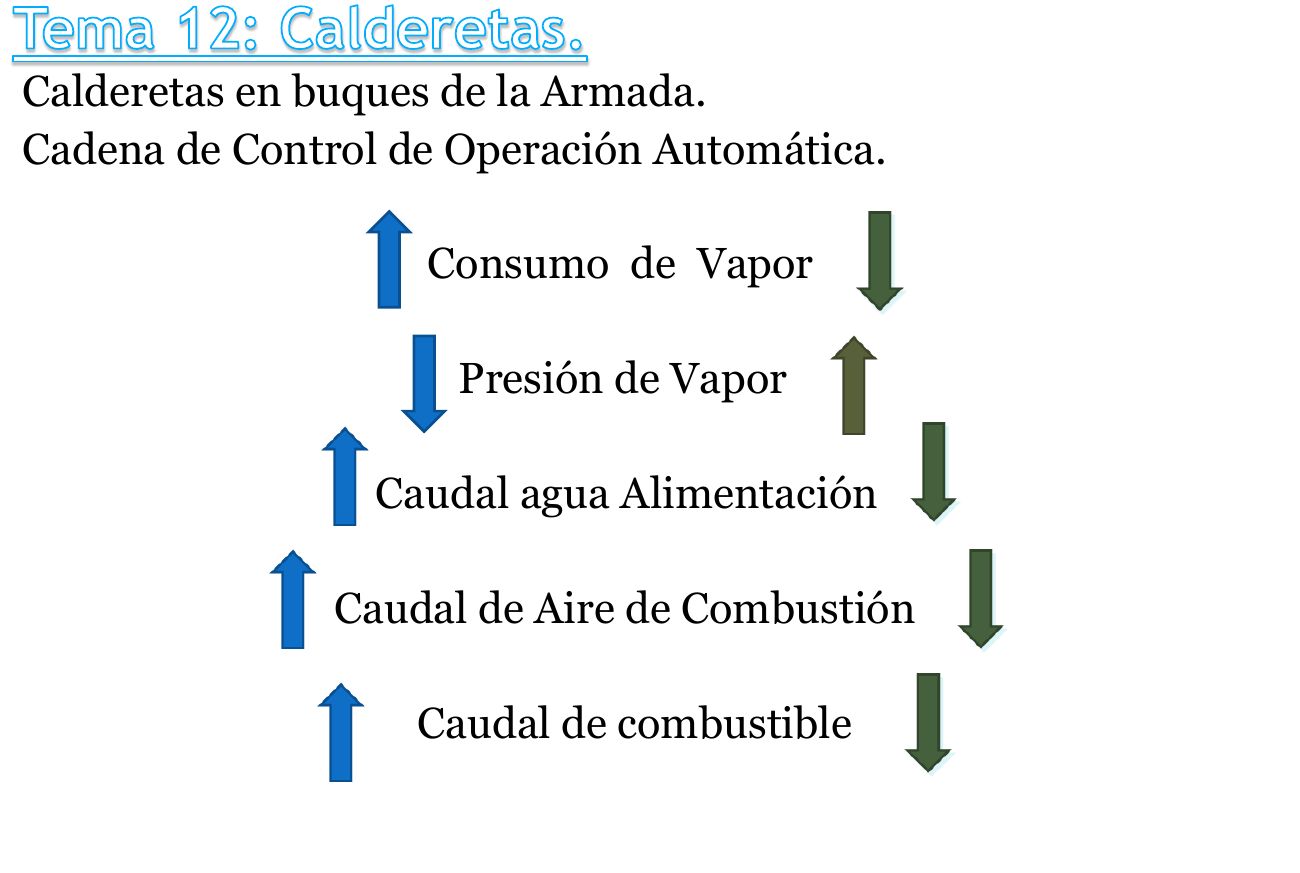 Tema 12: Calderetas.
Calderetas en buques de la Armada.
Cadena de Control de Operación Automática.
Consumo de Vapor
Presión de Vapor
Caudal agua Alimentación
Caudal de Aire de Combustión
Caudal de combustible